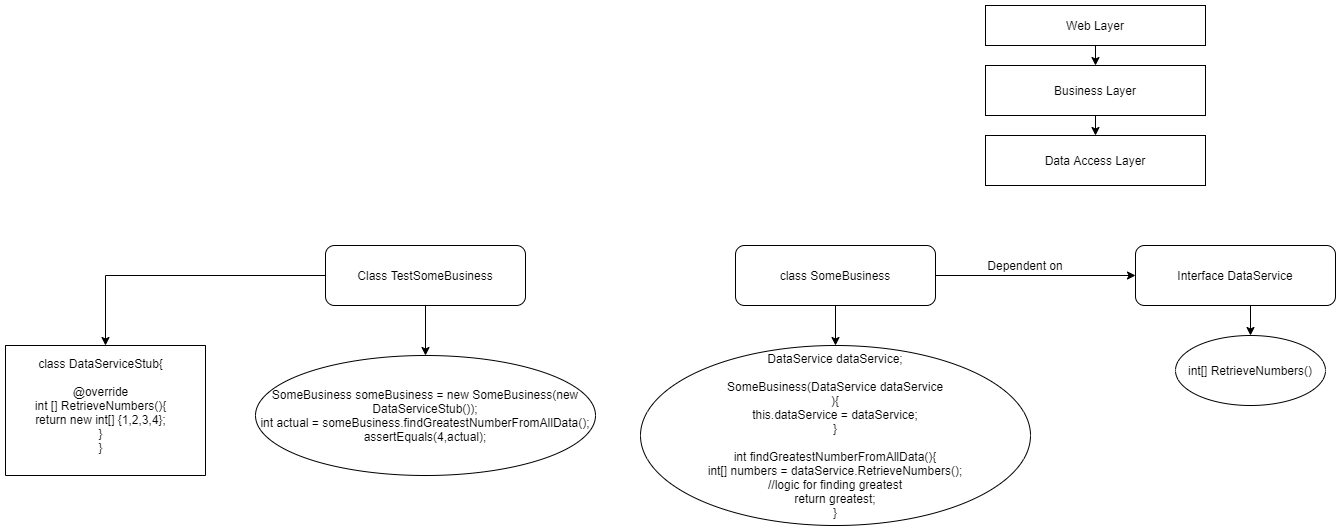 Web Layer
Business Layer
Data Access Layer
Class TestSomeBusiness
class SomeBusiness
Dependent on
Interface DataService
class DataServiceStub{
@override
int [] RetrieveNumbers(){
return new int[] {1,2,3,4};
}
}
SomeBusiness someBusiness = new SomeBusiness(new
DataServiceStub());
int actual = someBusiness.findGreatestNumberFromAllData();
assertEquals(4,actual);
DataService dataService;
SomeBusiness(DataService dataService
){
this.dataService = dataService;
}
int findGreatestNumberFromAllData(){
int[] numbers = dataService.RetrieveNumbers();
//logic for finding greatest
return greatest;
}
int[] RetrieveNumbers()